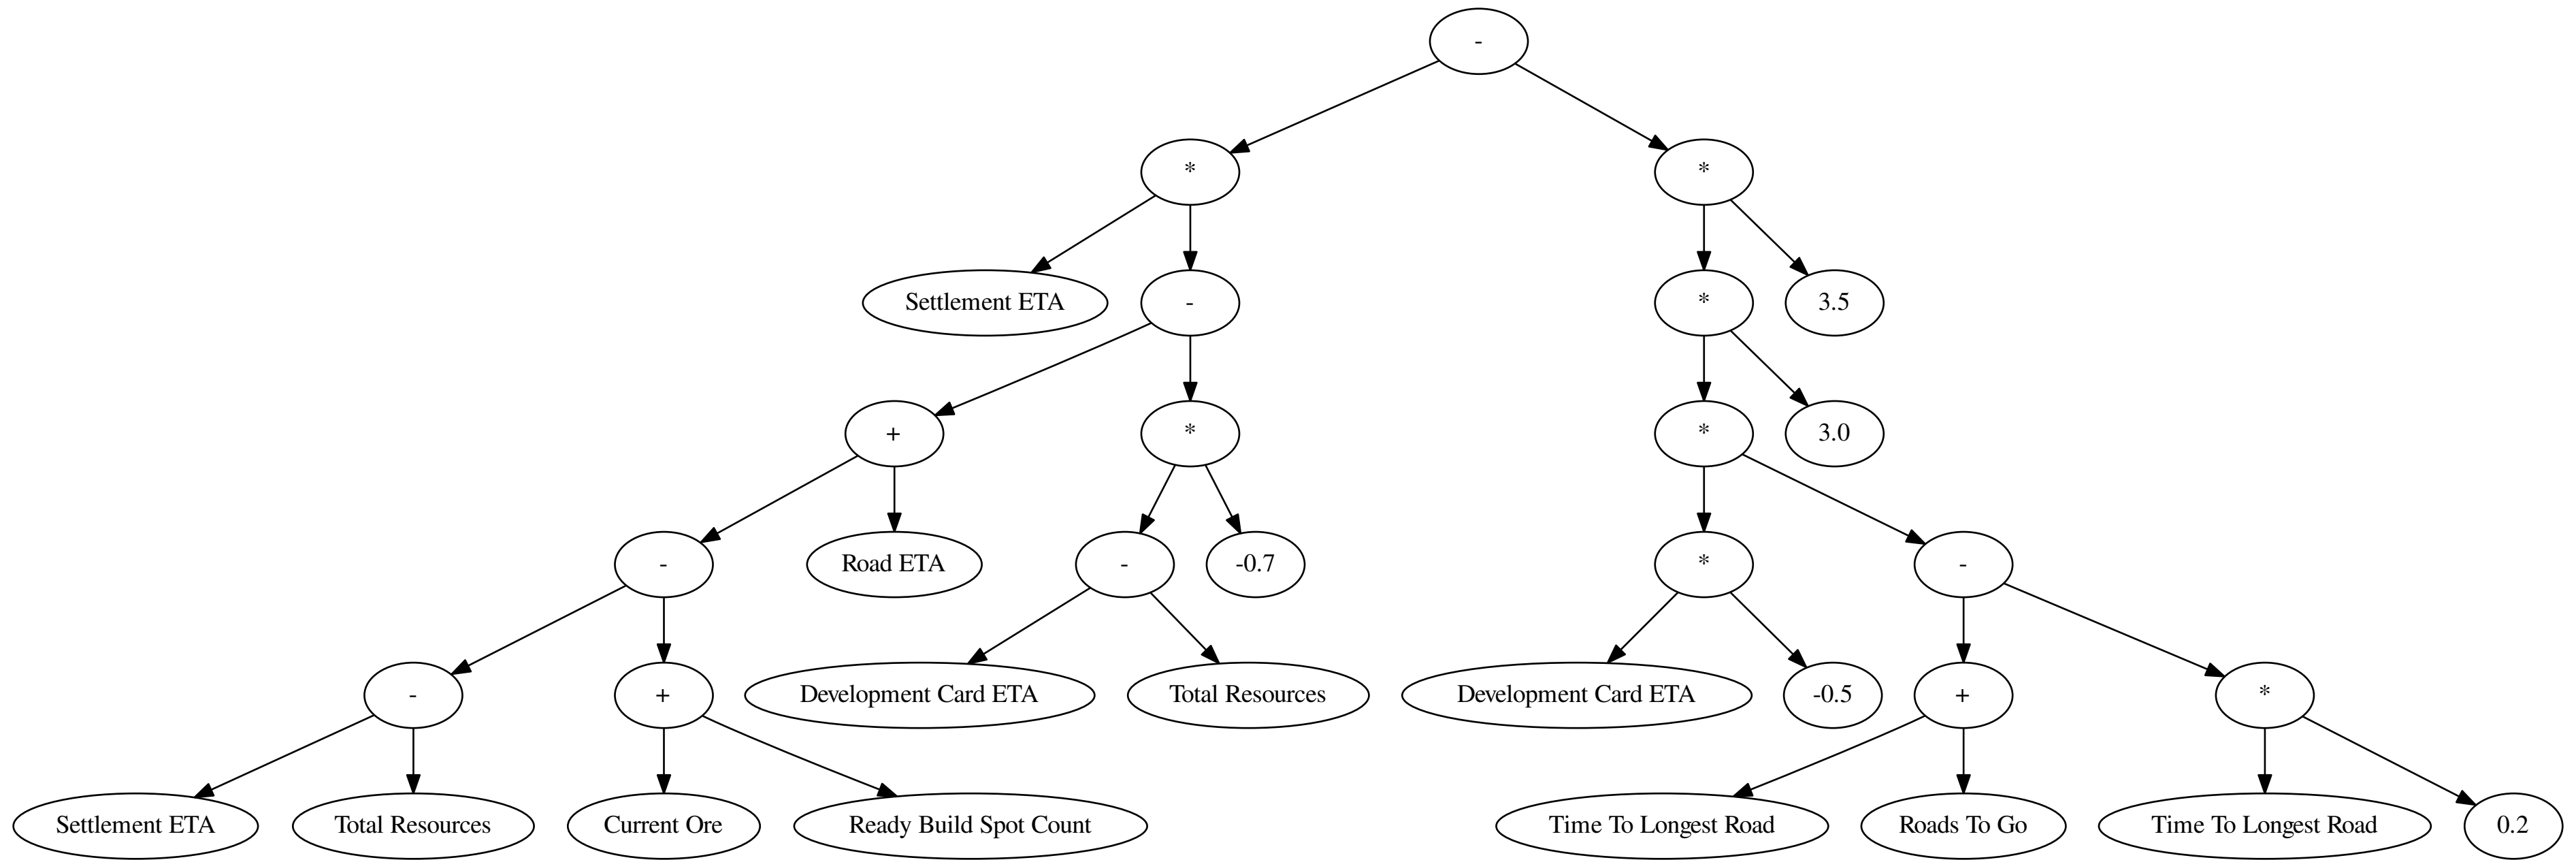 -
*
*
Settlement ETA
-
*
3.5
+
*
*
3.0
-
Road ETA
-
-0.7
*
-
-
+
Development Card ETA
Total Resources
Development Card ETA
-0.5
+
*
Settlement ETA
Total Resources
Current Ore
Ready Build Spot Count
Time To Longest Road
Roads To Go
Time To Longest Road
0.2